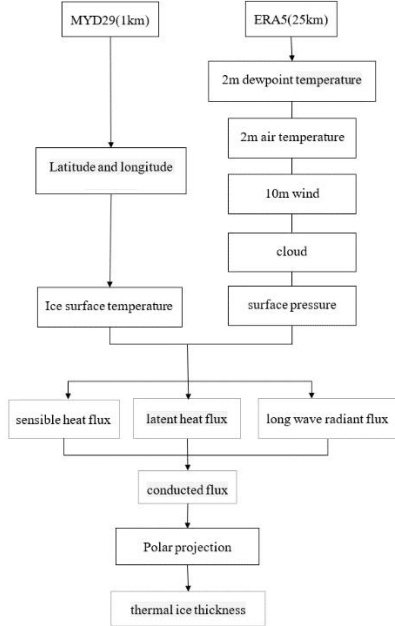 MYD29(1km)
ERA5(25km)
2m dewpoint temperature
2m air temperature
Latitude and longitude
10m wind
cloud
Ice surface temperature
surface pressure
sensible heat flux
latent heat flux
long wave radiant flux
conducted flux
Polar projection
thermal ice thickness